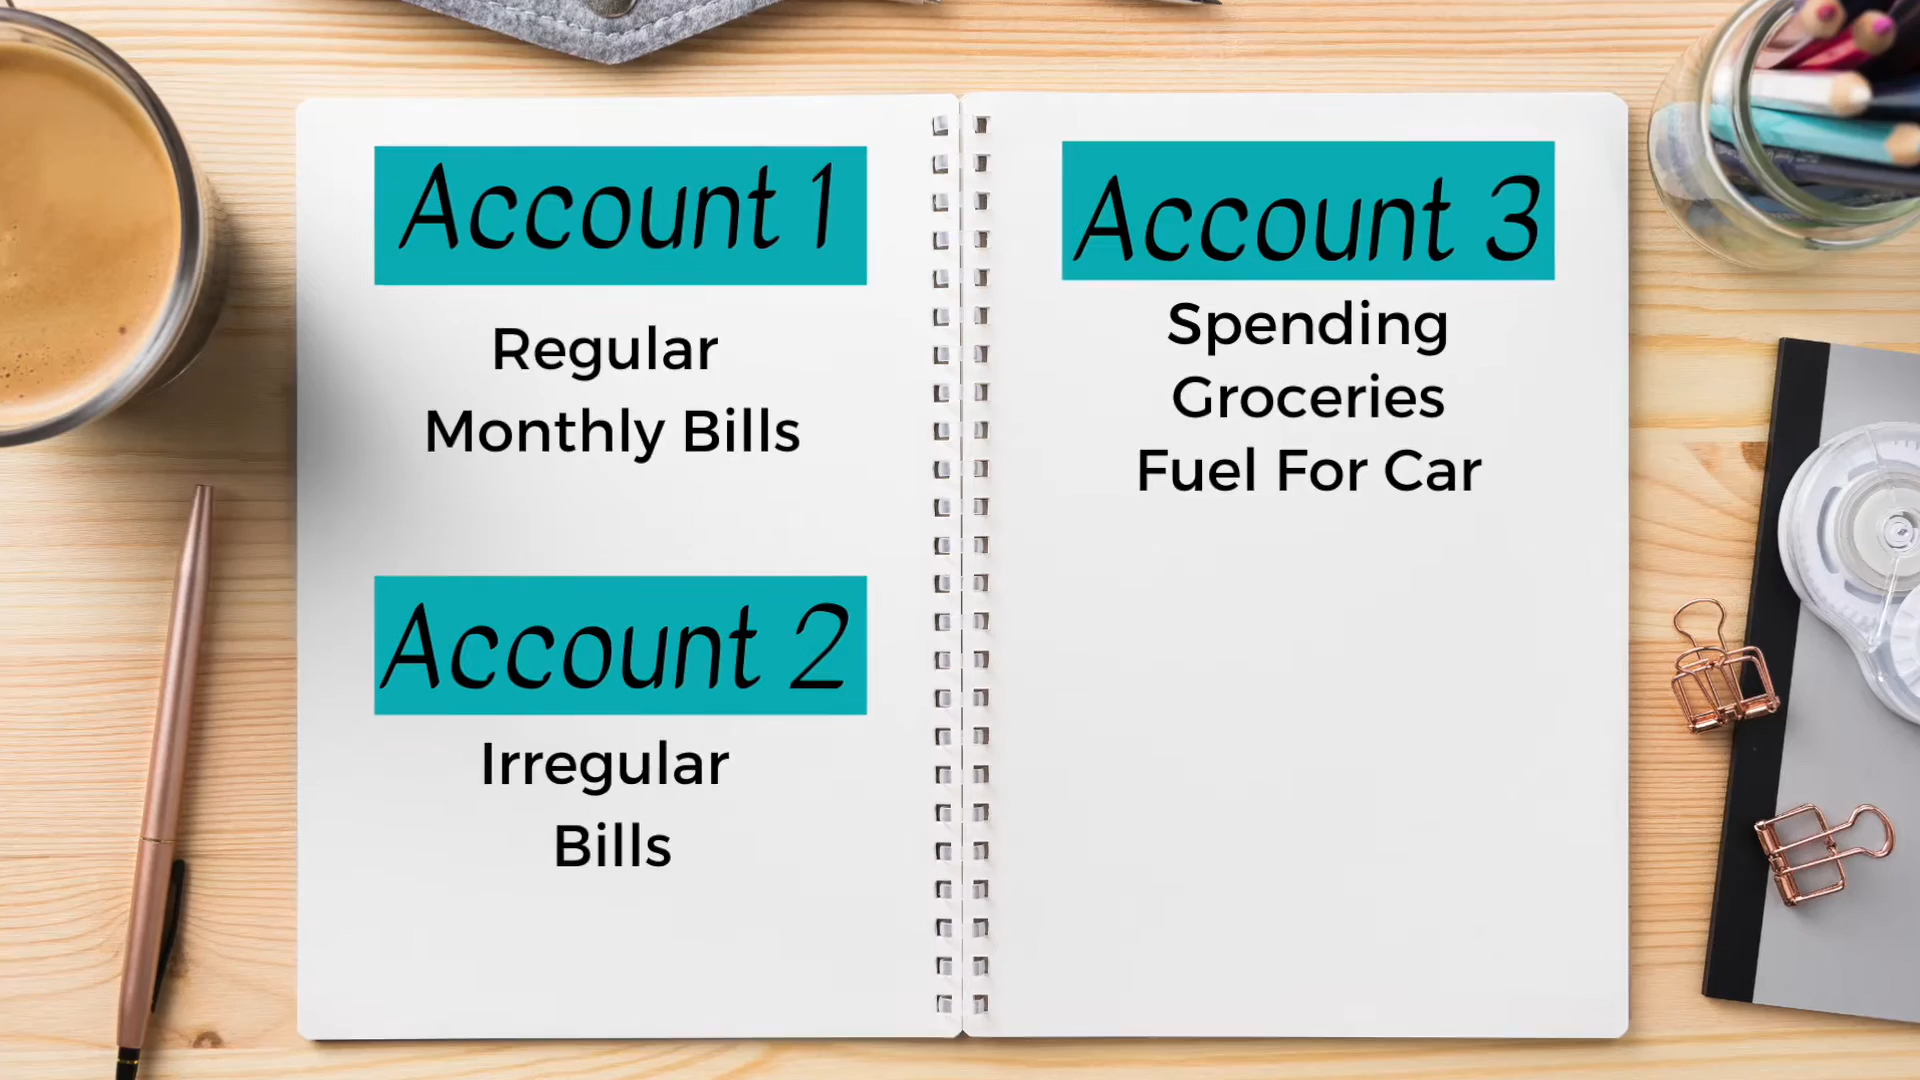 Account 1
Regular
Monthly Bills
Account 2
Irregular
Bills
Account 3
Spending
Groceries
Fuel For Car